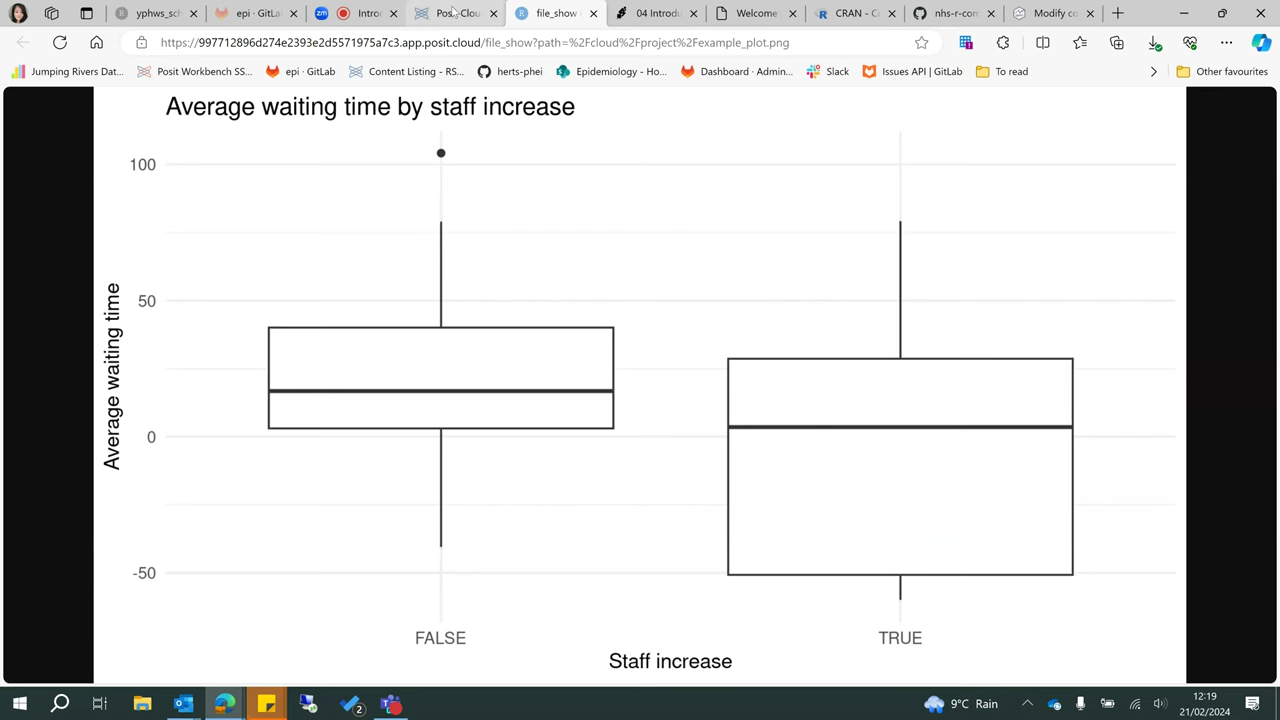 yphws_sc
epi · GitLa
Introd
Posit Clou
file_show
04 Introdu
Welcome
CRAN - C
nhs-r-com
Modify co
https://997712896d274e2393e2d5571975a7c3.app.posit.cloud/file_show?path=%2Fcloud%2Fproject%2Fexample_plot.png
Jumping Rivers Dat...
Posit Workbench SS...
epi · GitLab
Content Listing - RS...
herts-phei
Epidemiology - Ho...
Dashboard · Admin...
Slack
Issues API | GitLab
To read
Other favourites
Average waiting time by staff increase
100
50
0
-50
Average waiting time
FALSE
TRUE
Staff increase
2
9°C Rain
12:19
21/02/2024